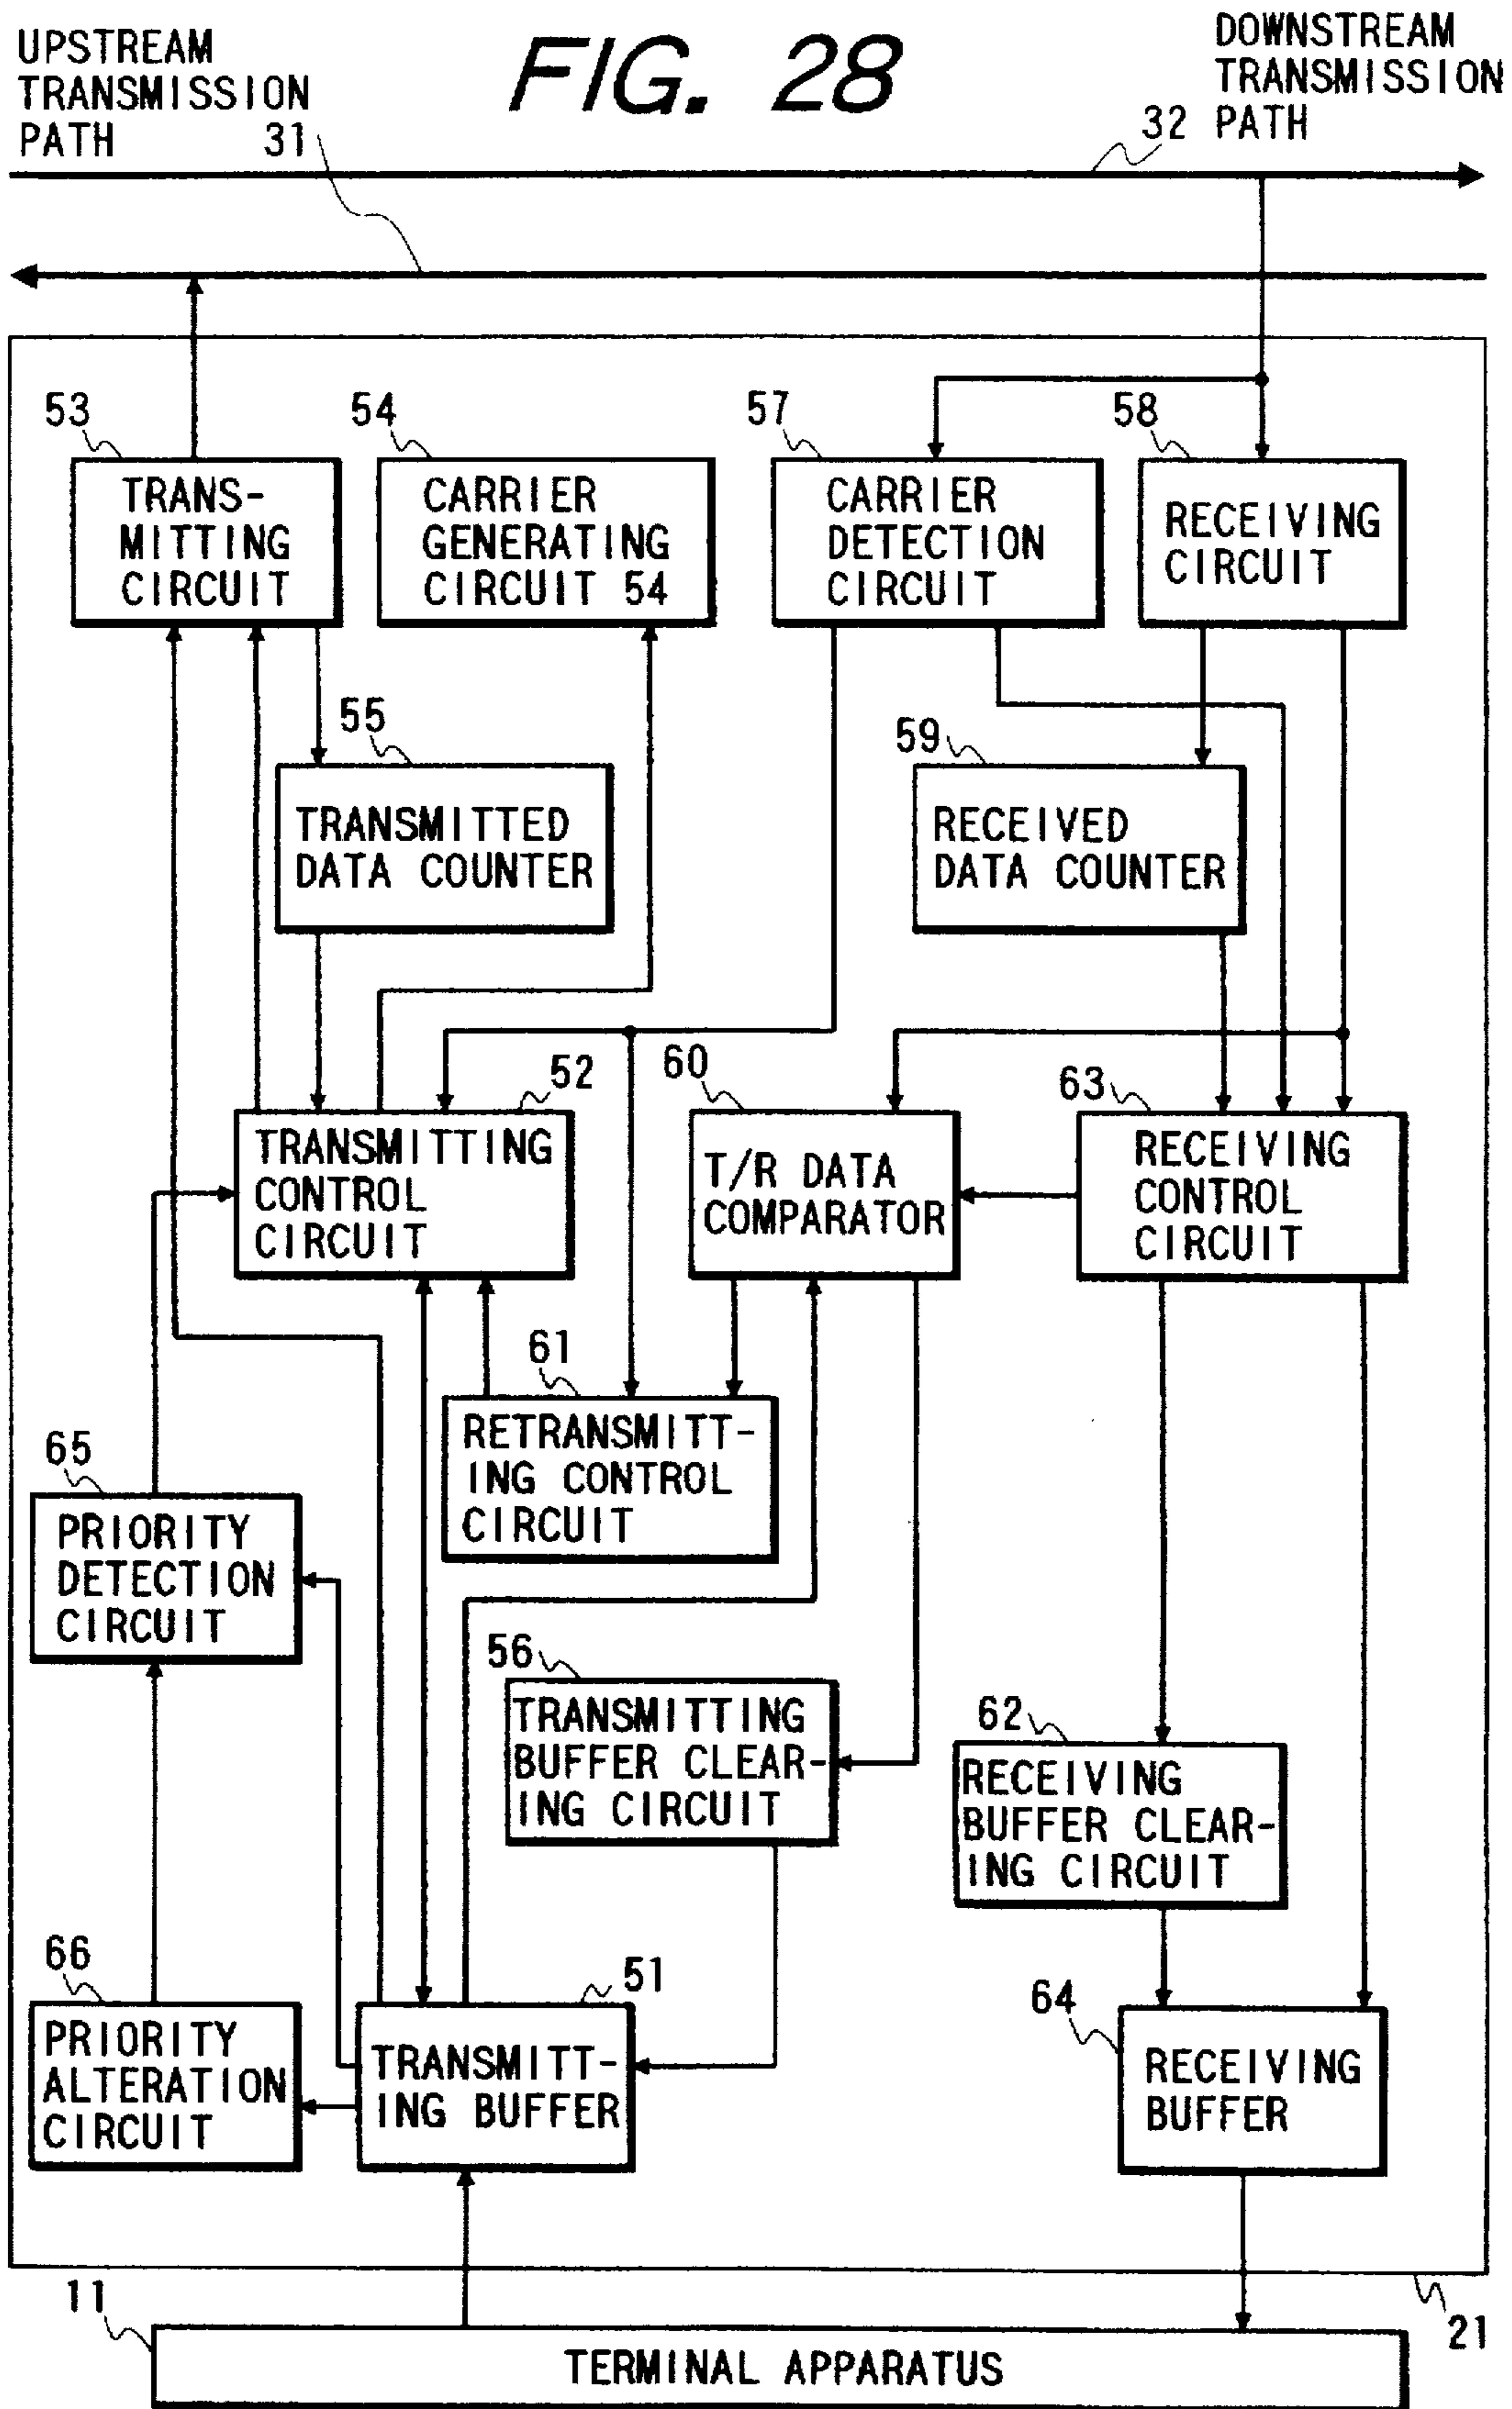 FIG. 28
UPSTREAM
TRANSMISSION
PATH
31
DOWNSTREAM
TRANSMISSION
PATH
32
53
TRANS-
MITTING
CIRCUIT
54
CARRIER
GENERATING
CIRCUIT 54
57
CARRIER
DETECTION
CIRCUIT
58
RECEIVING
CIRCUIT
55
TRANSMITTED
DATA COUNTER
59
RECEIVED
DATA COUNTER
52
TRANSMITTING
CONTROL
CIRCUIT
60
T/R DATA
COMPARATOR
63
RECEIVING
CONTROL
CIRCUIT
61
RETRANSMITT-
ING CONTROL
CIRCUIT
65
PRIORITY
DETECTION
CIRCUIT
56
TRANSMITTING
BUFFER CLEAR-
ING CIRCUIT
62
RECEIVING
BUFFER CLEAR-
ING CIRCUIT
66
PRIORITY
ALTERATION
CIRCUIT
51
TRANSMITT-
ING BUFFER
64
RECEIVING
BUFFER
11
TERMINAL APPARATUS
21